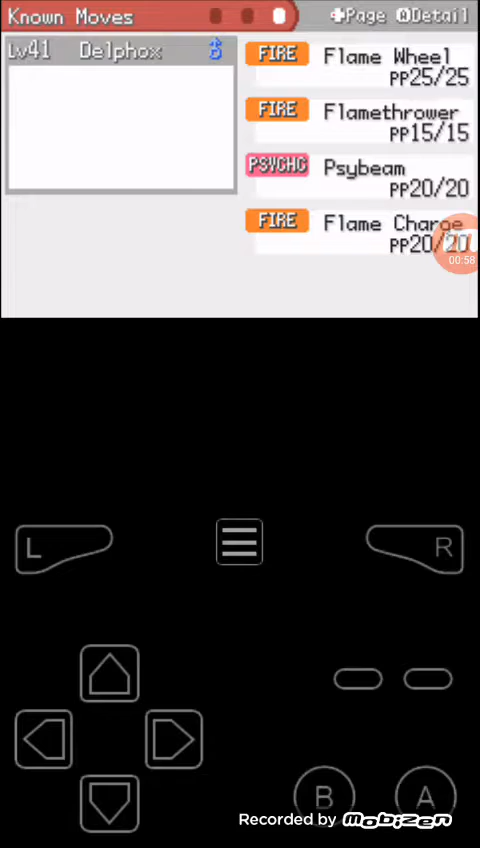 Known Moves
Page A Detail
Lv41 Delphox ♂
FIRE Flame Wheel
PP25/25
FIRE Flamethrower
PP15/15
PSYCHC Psybeam
PP20/20
FIRE Flame Charge
PP20/20
00:58
L
R
B
A
Recorded by Mobizen